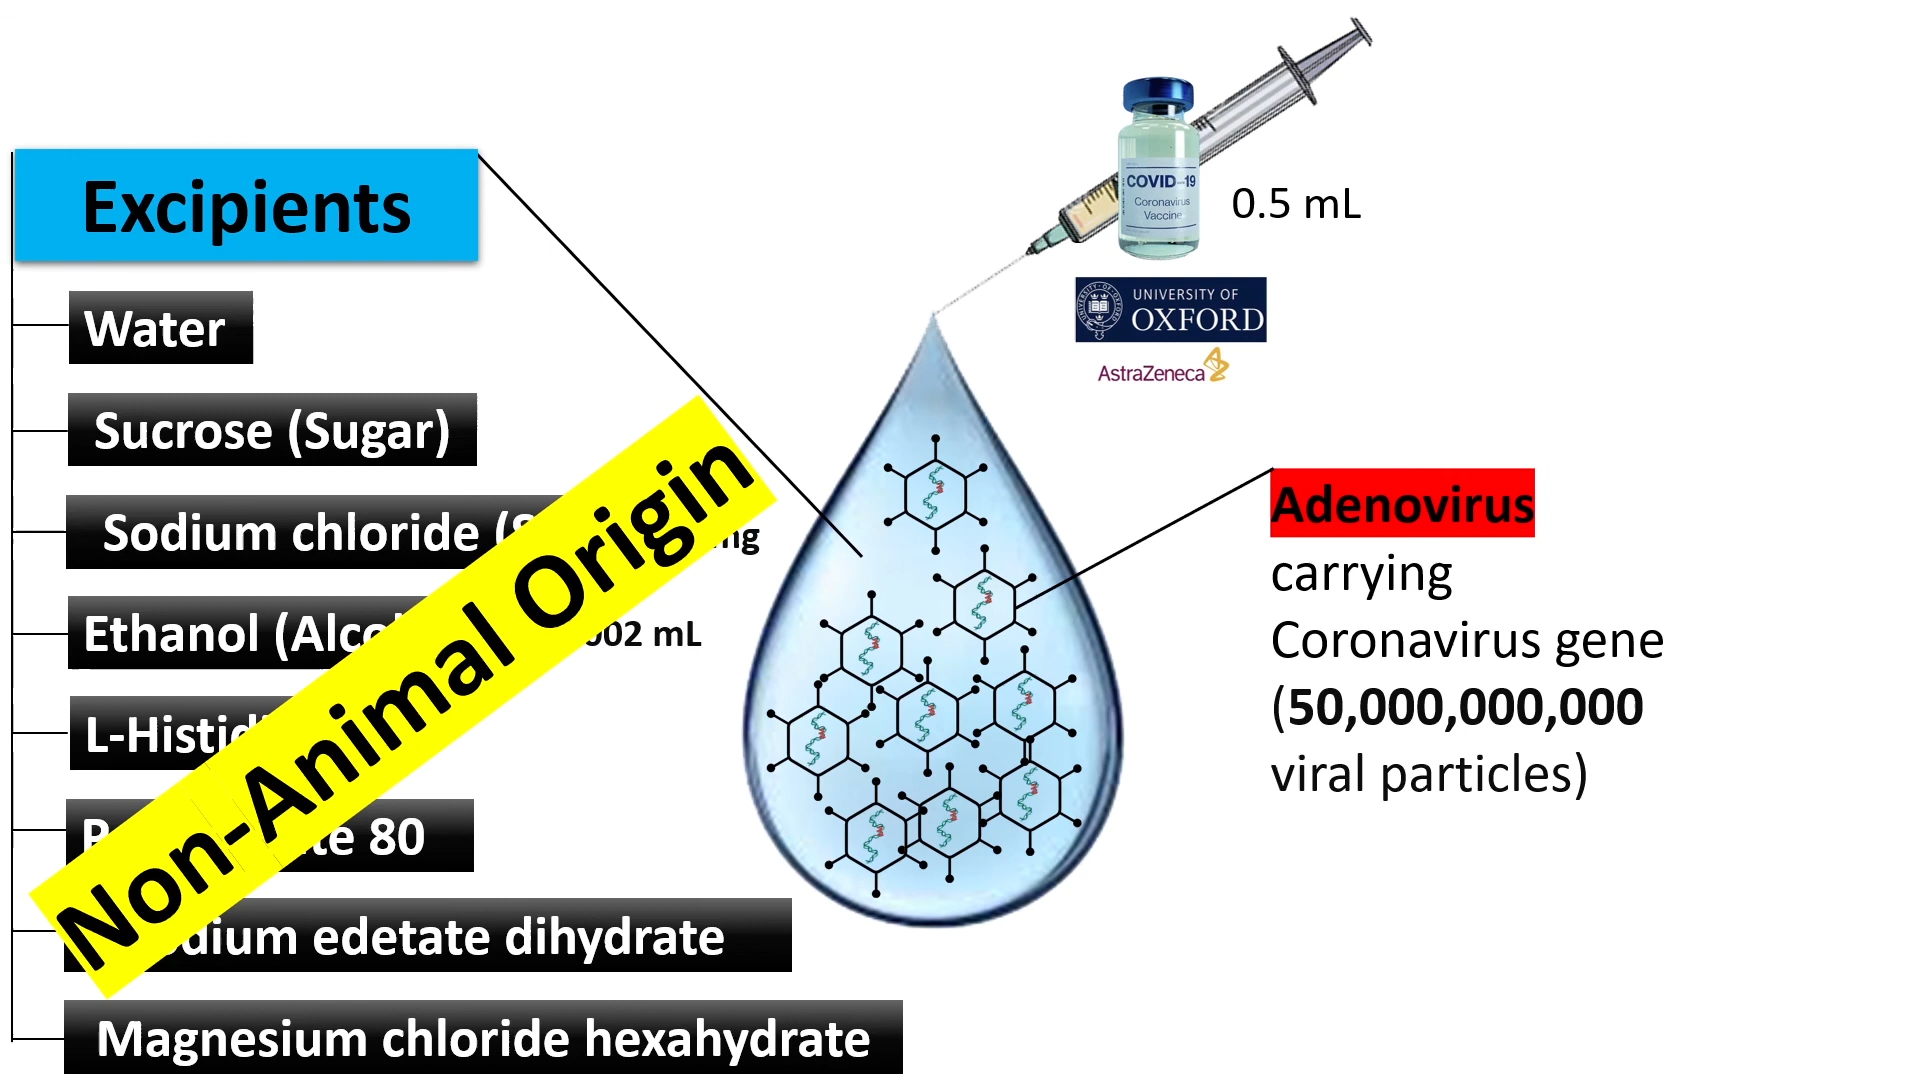 Excipients
Water
Sucrose (Sugar)
Sodium chloride (
mg
Ethanol (Alco
002 mL
L-Histid
te 80
dium edetate dihydrate
Magnesium chloride hexahydrate
Non-Animal Origin
COVID-19
Coronavirus
Vaccine
0.5 mL
UNIVERSITY OF
OXFORD
AstraZeneca
Adenovirus
carrying
Coronavirus gene
(50,000,000,000
viral particles)